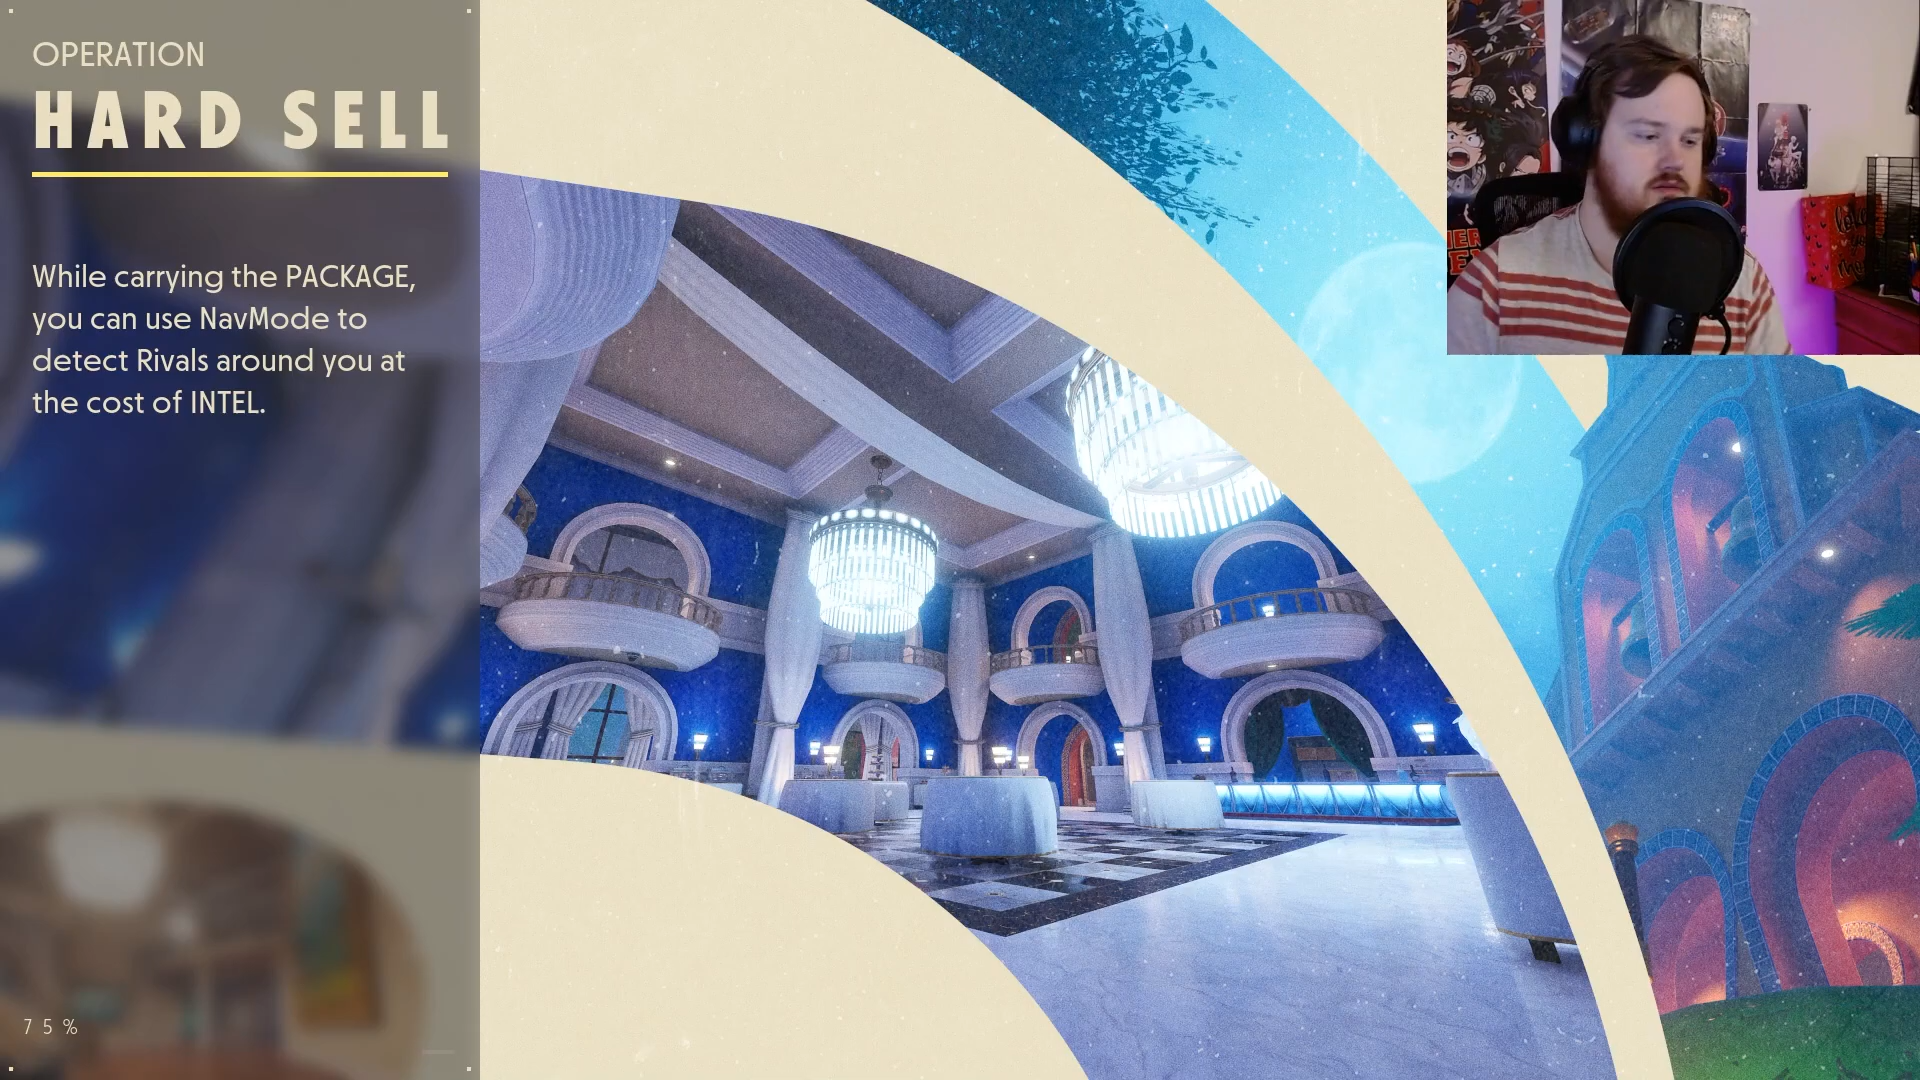 OPERATION
HARD SELL
While carrying the PACKAGE,
you can use NavMode to
detect Rivals around you at
the cost of INTEL.
75%